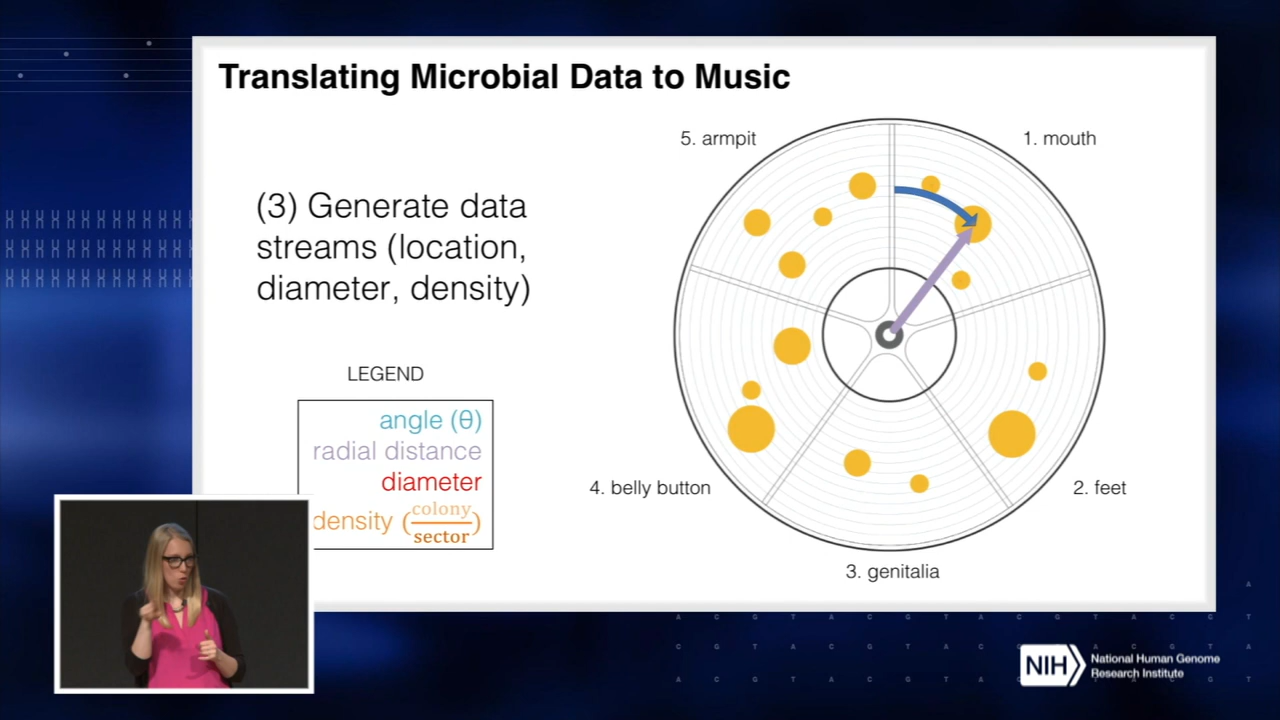 Translating Microbial Data to Music
(3) Generate data
streams (location,
diameter, density)
LEGEND
angle (θ)
radial distance
diameter
density (colony/sector)
5. armpit
1. mouth
4. belly button
2. feet
3. genitalia
A
A C G T A C G T A C G T A C G T
C G T A C G T A C G T A
A C G T A C G T A C G T
NIH
National Human Genome
Research Institute